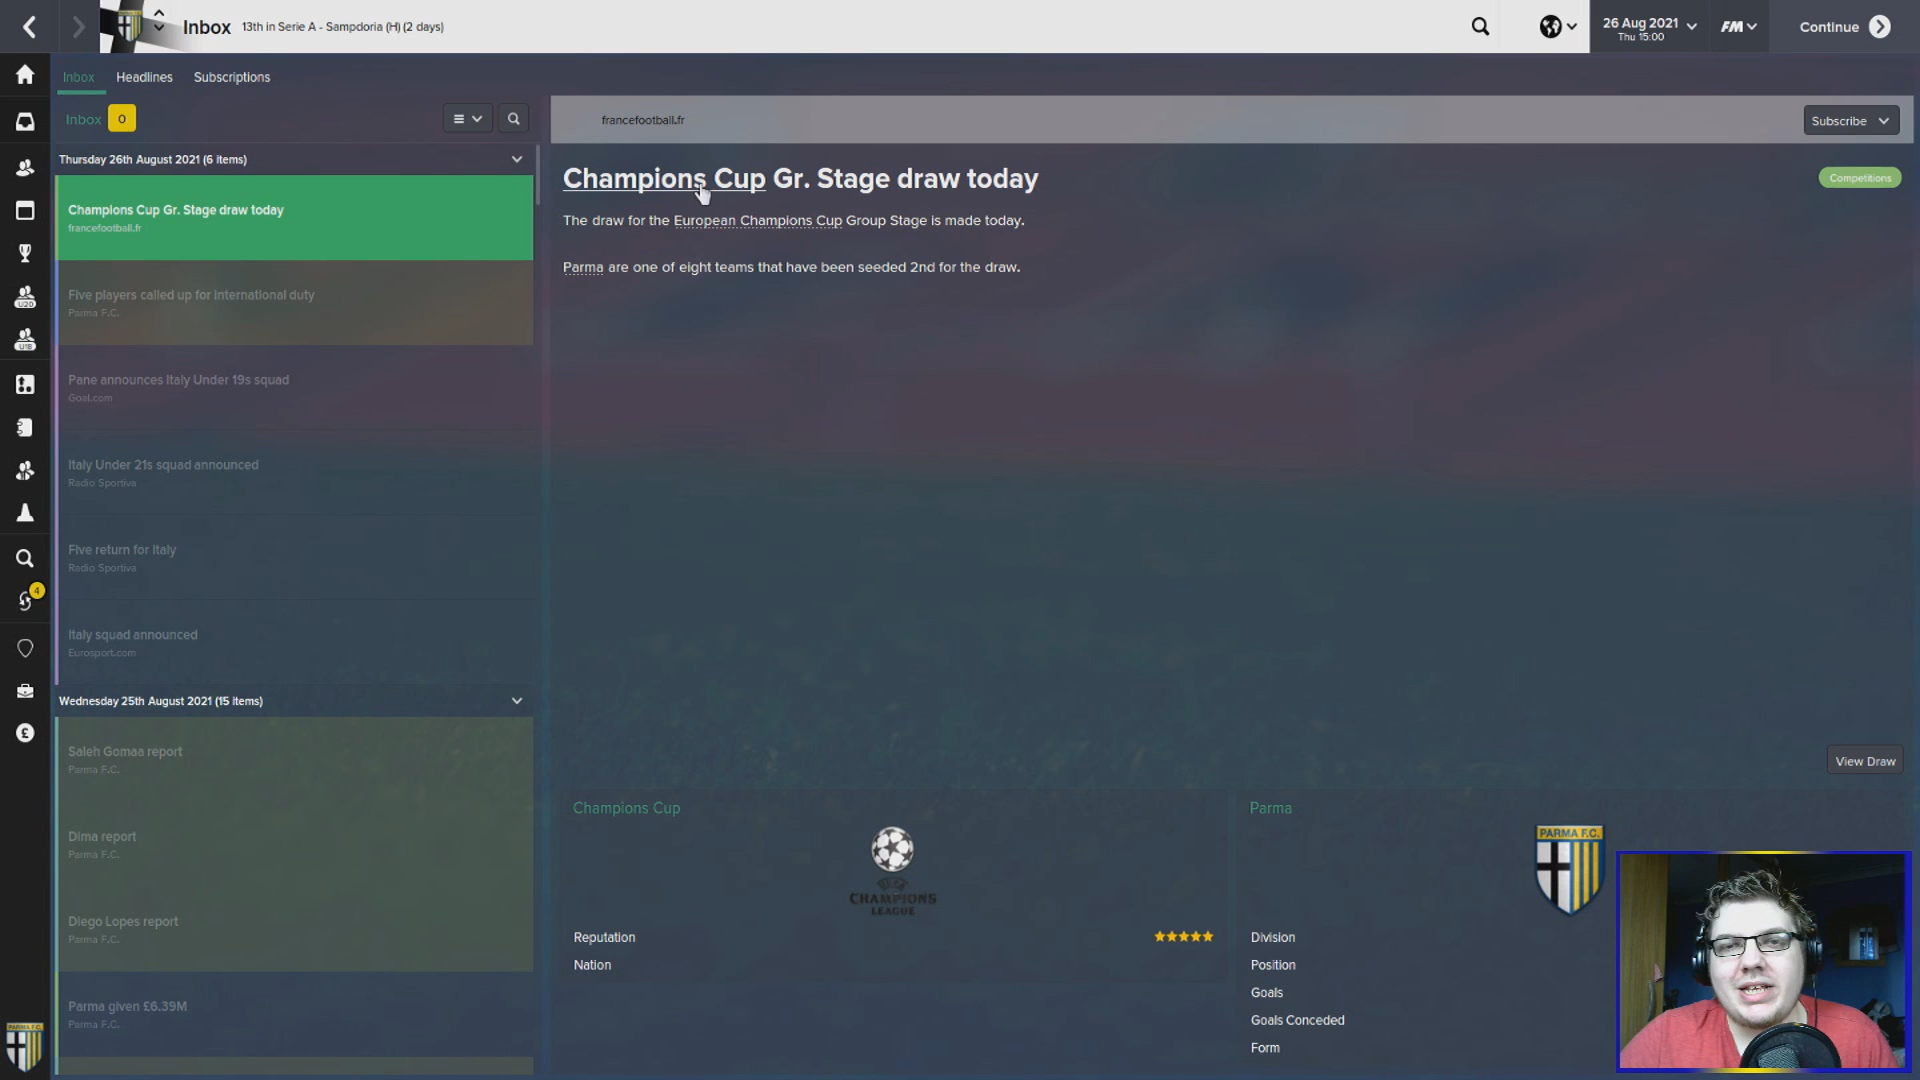 Inbox 13th in Serie A - Sampdoria (H) (2 days)
26 Aug 2021
Thu 15:00
FM
Continue
Inbox Headlines Subscriptions
Inbox 0
Thursday 26th August 2021 (6 items)
Champions Cup Gr. Stage draw today
francefootball.fr
Five players called up for international duty
Parma F.C.
Pane announces Italy Under 19s squad
Goal.com
Italy Under 21s squad announced
Radio Sportiva
Five return for Italy
Radio Sportiva
Italy squad announced
Eurosport.com
Wednesday 25th August 2021 (15 items)
Saleh Gomaa report
Parma F.C.
Dima report
Parma F.C.
Diego Lopes report
Parma F.C.
Parma given £6.39M
Parma F.C.
U20
U18
4
£
PARMA F.C.
francefootball.fr
Subscribe
Champions Cup Gr. Stage draw today
Competitions
The draw for the European Champions Cup Group Stage is made today.
Parma are one of eight teams that have been seeded 2nd for the draw.
View Draw
Champions Cup
UEFA
CHAMPIONS
LEAGUE
Reputation
Nation
Parma
PARMA F.C.
Division
Position
Goals
Goals Conceded
Form